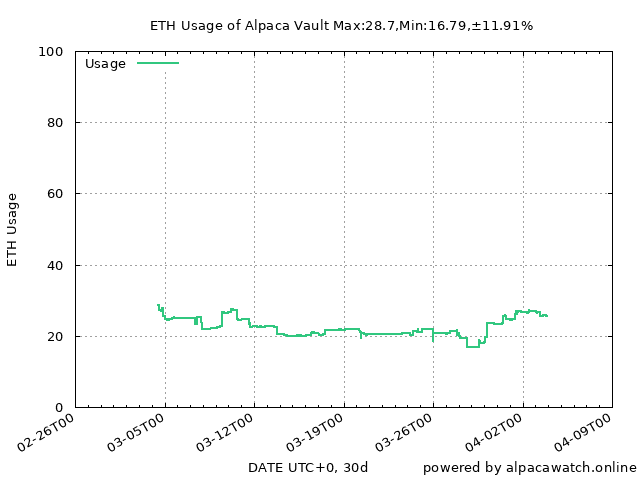 ETH Usage of Alpaca Vault Max:28.7,Min:16.79,±11.91%
Usage
100
80
60
40
20
0
ETH Usage
02-26T00
03-05T00
03-12T00
03-19T00
03-26T00
04-02T00
04-09T00
DATE UTC+0, 30d
powered by alpacawatch.online